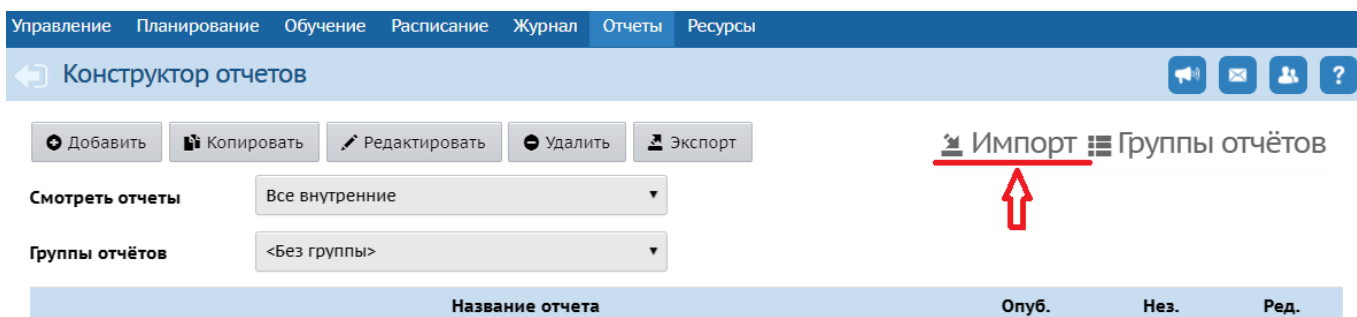 Управление Планирование Обучение Расписание Журнал Отчеты Ресурсы
Конструктор отчетов ?
Добавить Копировать Редактировать Удалить Экспорт Импорт Группы отчётов
Смотреть отчеты Все внутренние
Группы отчётов <Без группы>
Название отчета Опуб. Нез. Ред.